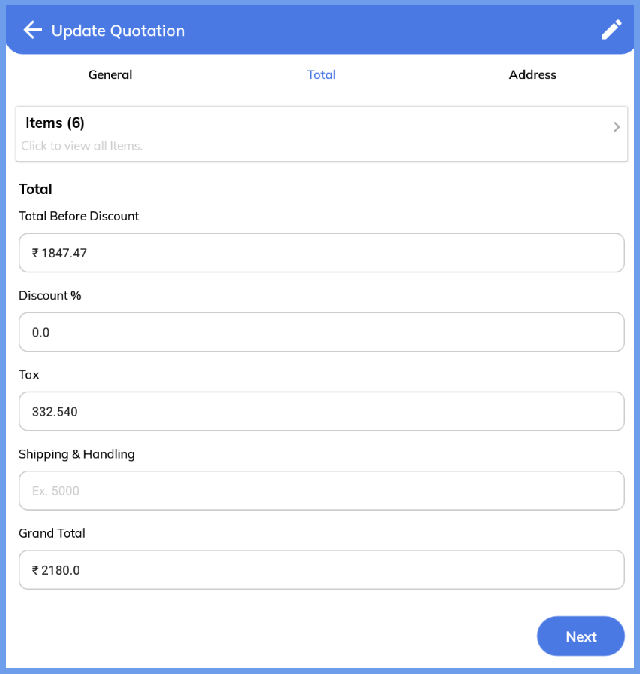 Update Quotation
General Total Address
Items (6)
Click to view all Items.
Total
Total Before Discount
₹ 1847.47
Discount %
0.0
Tax
332.540
Shipping & Handling
Ex. 5000
Grand Total
₹ 2180.0
Next